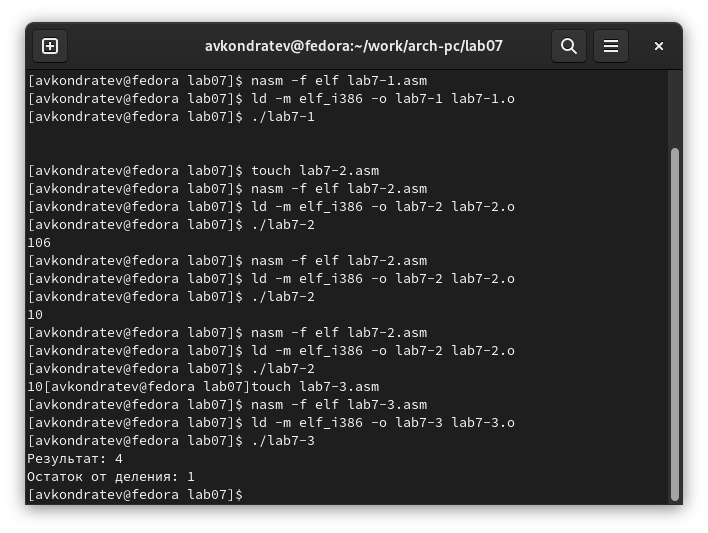 avkondratev@fedora:~/work/arch-pc/lab07
[avkondratev@fedora lab07]$ nasm -f elf lab7-1.asm
[avkondratev@fedora lab07]$ ld -m elf_i386 -o lab7-1 lab7-1.o
[avkondratev@fedora lab07]$ ./lab7-1
[avkondratev@fedora lab07]$ touch lab7-2.asm
[avkondratev@fedora lab07]$ nasm -f elf lab7-2.asm
[avkondratev@fedora lab07]$ ld -m elf_i386 -o lab7-2 lab7-2.o
[avkondratev@fedora lab07]$ ./lab7-2
106
[avkondratev@fedora lab07]$ nasm -f elf lab7-2.asm
[avkondratev@fedora lab07]$ ld -m elf_i386 -o lab7-2 lab7-2.o
[avkondratev@fedora lab07]$ ./lab7-2
10
[avkondratev@fedora lab07]$ nasm -f elf lab7-2.asm
[avkondratev@fedora lab07]$ ld -m elf_i386 -o lab7-2 lab7-2.o
[avkondratev@fedora lab07]$ ./lab7-2
10[avkondratev@fedora lab07]touch lab7-3.asm
[avkondratev@fedora lab07]$ nasm -f elf lab7-3.asm
[avkondratev@fedora lab07]$ ld -m elf_i386 -o lab7-3 lab7-3.o
[avkondratev@fedora lab07]$ ./lab7-3
Результат: 4
Остаток от деления: 1
[avkondratev@fedora lab07]$